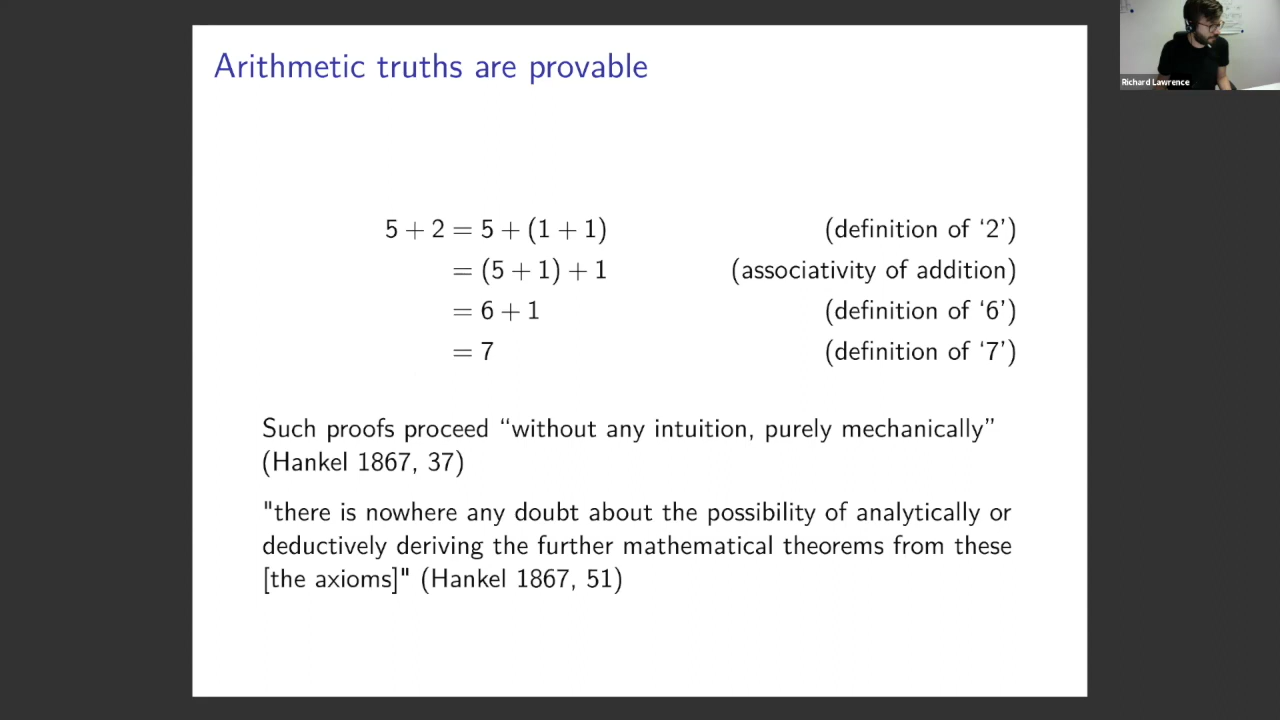 Arithmetic truths are provable
5 + 2 = 5 + (1 + 1) (definition of ‘2’)
= (5 + 1) + 1 (associativity of addition)
= 6 + 1 (definition of ‘6’)
= 7 (definition of ‘7’)
Such proofs proceed “without any intuition, purely mechanically”
(Hankel 1867, 37)
"there is nowhere any doubt about the possibility of analytically or
deductively deriving the further mathematical theorems from these
[the axioms]" (Hankel 1867, 51)
Richard Lawrence